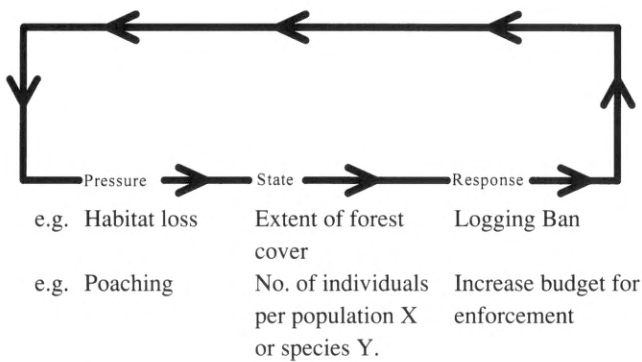 Pressure State Response
e.g. Habitat loss Extent of forest Logging Ban
cover
e.g. Poaching No. of individuals Increase budget for
per population X enforcement
or species Y.